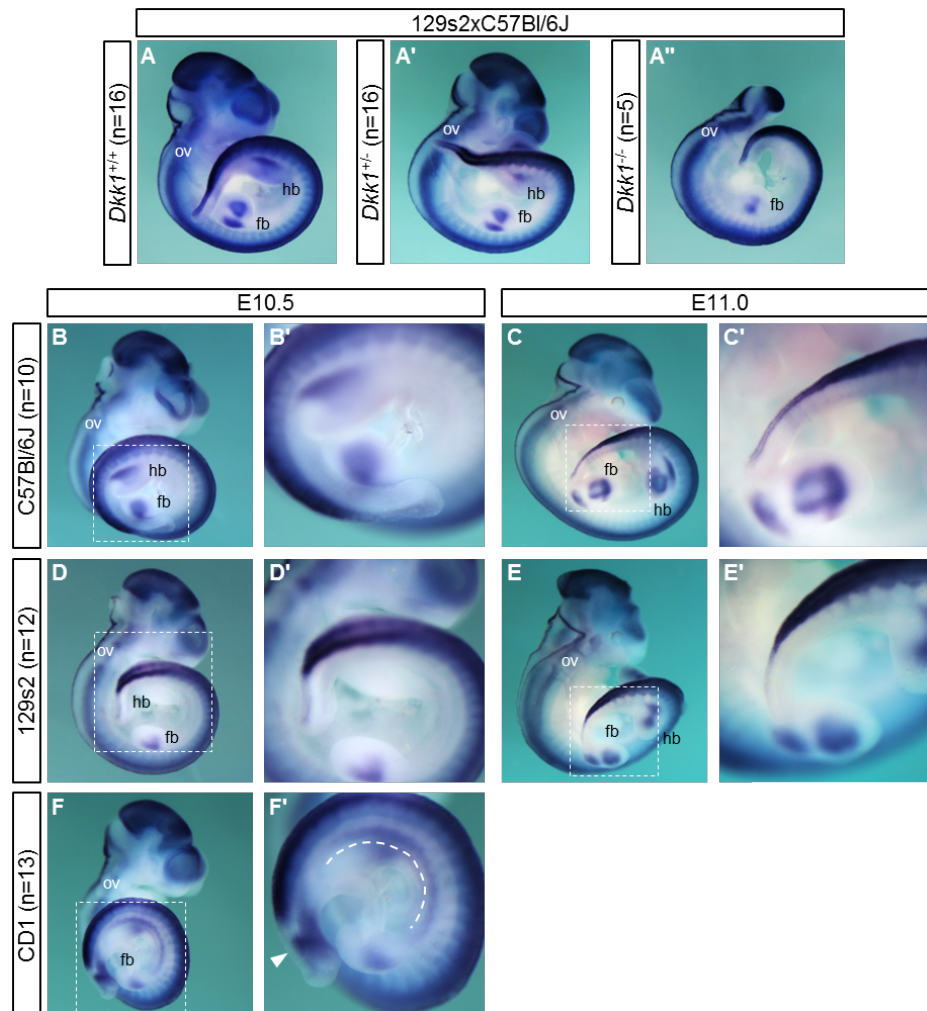 129s2xC57Bl/6J
Dkk1+/+ (n=16)
A
ov
hb
fb
Dkk1+/- (n=16)
A'
ov
hb
fb
Dkk1-/- (n=5)
A"
ov
fb
E10.5
E11.0
C57Bl/6J (n=10)
B
ov
hb
fb
B'
C
ov
fb
hb
C'
129s2 (n=12)
D
ov
hb
fb
D'
E
ov
fb
hb
E'
CD1 (n=13)
F
ov
fb
F'